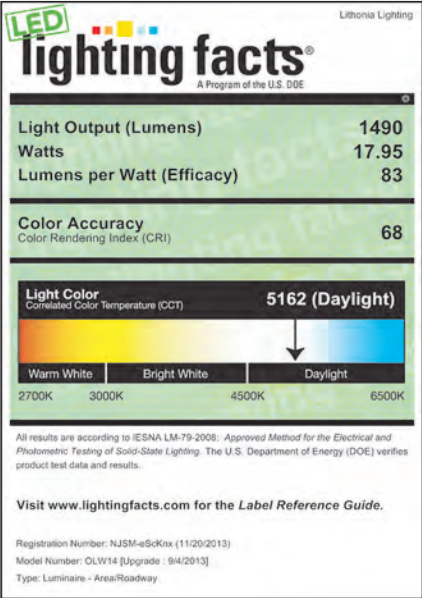 Lithonia Lighting
LED
lighting facts®
A Program of the U.S. DOE
Light Output (Lumens) 1490
Watts 17.95
Lumens per Watt (Efficacy) 83
Color Accuracy
Color Rendering Index (CRI) 68
Light Color
Correlated Color Temperature (CCT) 5162 (Daylight)
Warm White Bright White Daylight
2700K 3000K 4500K 6500K
All results are according to IESNA LM-79-2008: Approved Method for the Electrical and
Photometric Testing of Solid-State Lighting. The U.S. Department of Energy (DOE) verifies
product test data and results.
Visit www.lightingfacts.com for the Label Reference Guide.
Registration Number: NJSM-eScKnx (11/20/2013)
Model Number: OLW14 [Upgrade : 9/4/2013]
Type: Luminaire - Area/Roadway